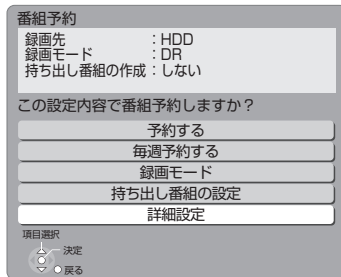 番組予約
録画先 :HDD
録画モード :DR
持ち出し番組の作成:しない
この設定内容で番組予約しますか?
予約する
毎週予約する
録画モード
持ち出し番組の設定
詳細設定
項目選択
決定
戻る